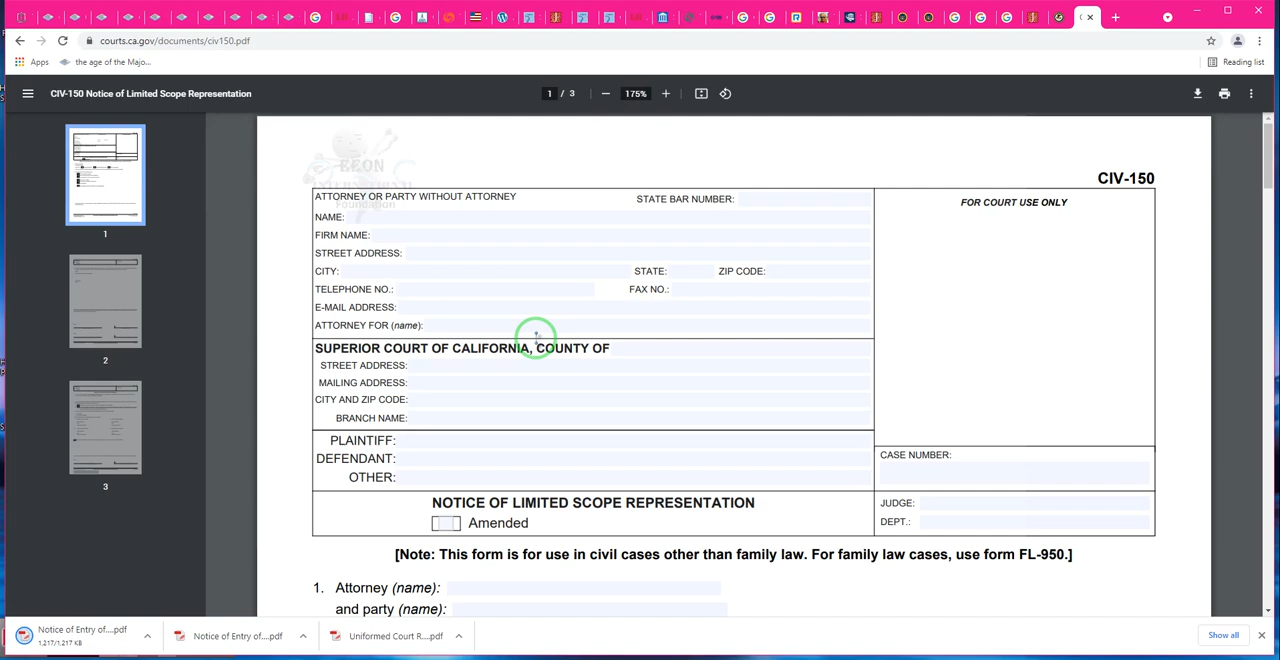 courts.ca.gov/documents/civ150.pdf
Apps
the age of the Majo...
Reading list
CIV-150 Notice of Limited Scope Representation
1 / 3
175%
1
2
3
EEON
INTERNATIONAL
Foundation
CIV-150
ATTORNEY OR PARTY WITHOUT ATTORNEY
STATE BAR NUMBER:
FOR COURT USE ONLY
NAME:
FIRM NAME:
STREET ADDRESS:
CITY:
STATE:
ZIP CODE:
TELEPHONE NO.:
FAX NO.:
E-MAIL ADDRESS:
ATTORNEY FOR (name):
SUPERIOR COURT OF CALIFORNIA, COUNTY OF
STREET ADDRESS:
MAILING ADDRESS:
CITY AND ZIP CODE:
BRANCH NAME:
PLAINTIFF:
DEFENDANT:
OTHER:
CASE NUMBER:
NOTICE OF LIMITED SCOPE REPRESENTATION
Amended
JUDGE:
DEPT.:
[Note: This form is for use in civil cases other than family law. For family law cases, use form FL-950.]
1. Attorney (name):
and party (name):
Notice of Entry of....pdf
1,217/1,217 KB
Notice of Entry of....pdf
Uniformed Court R....pdf
Show all